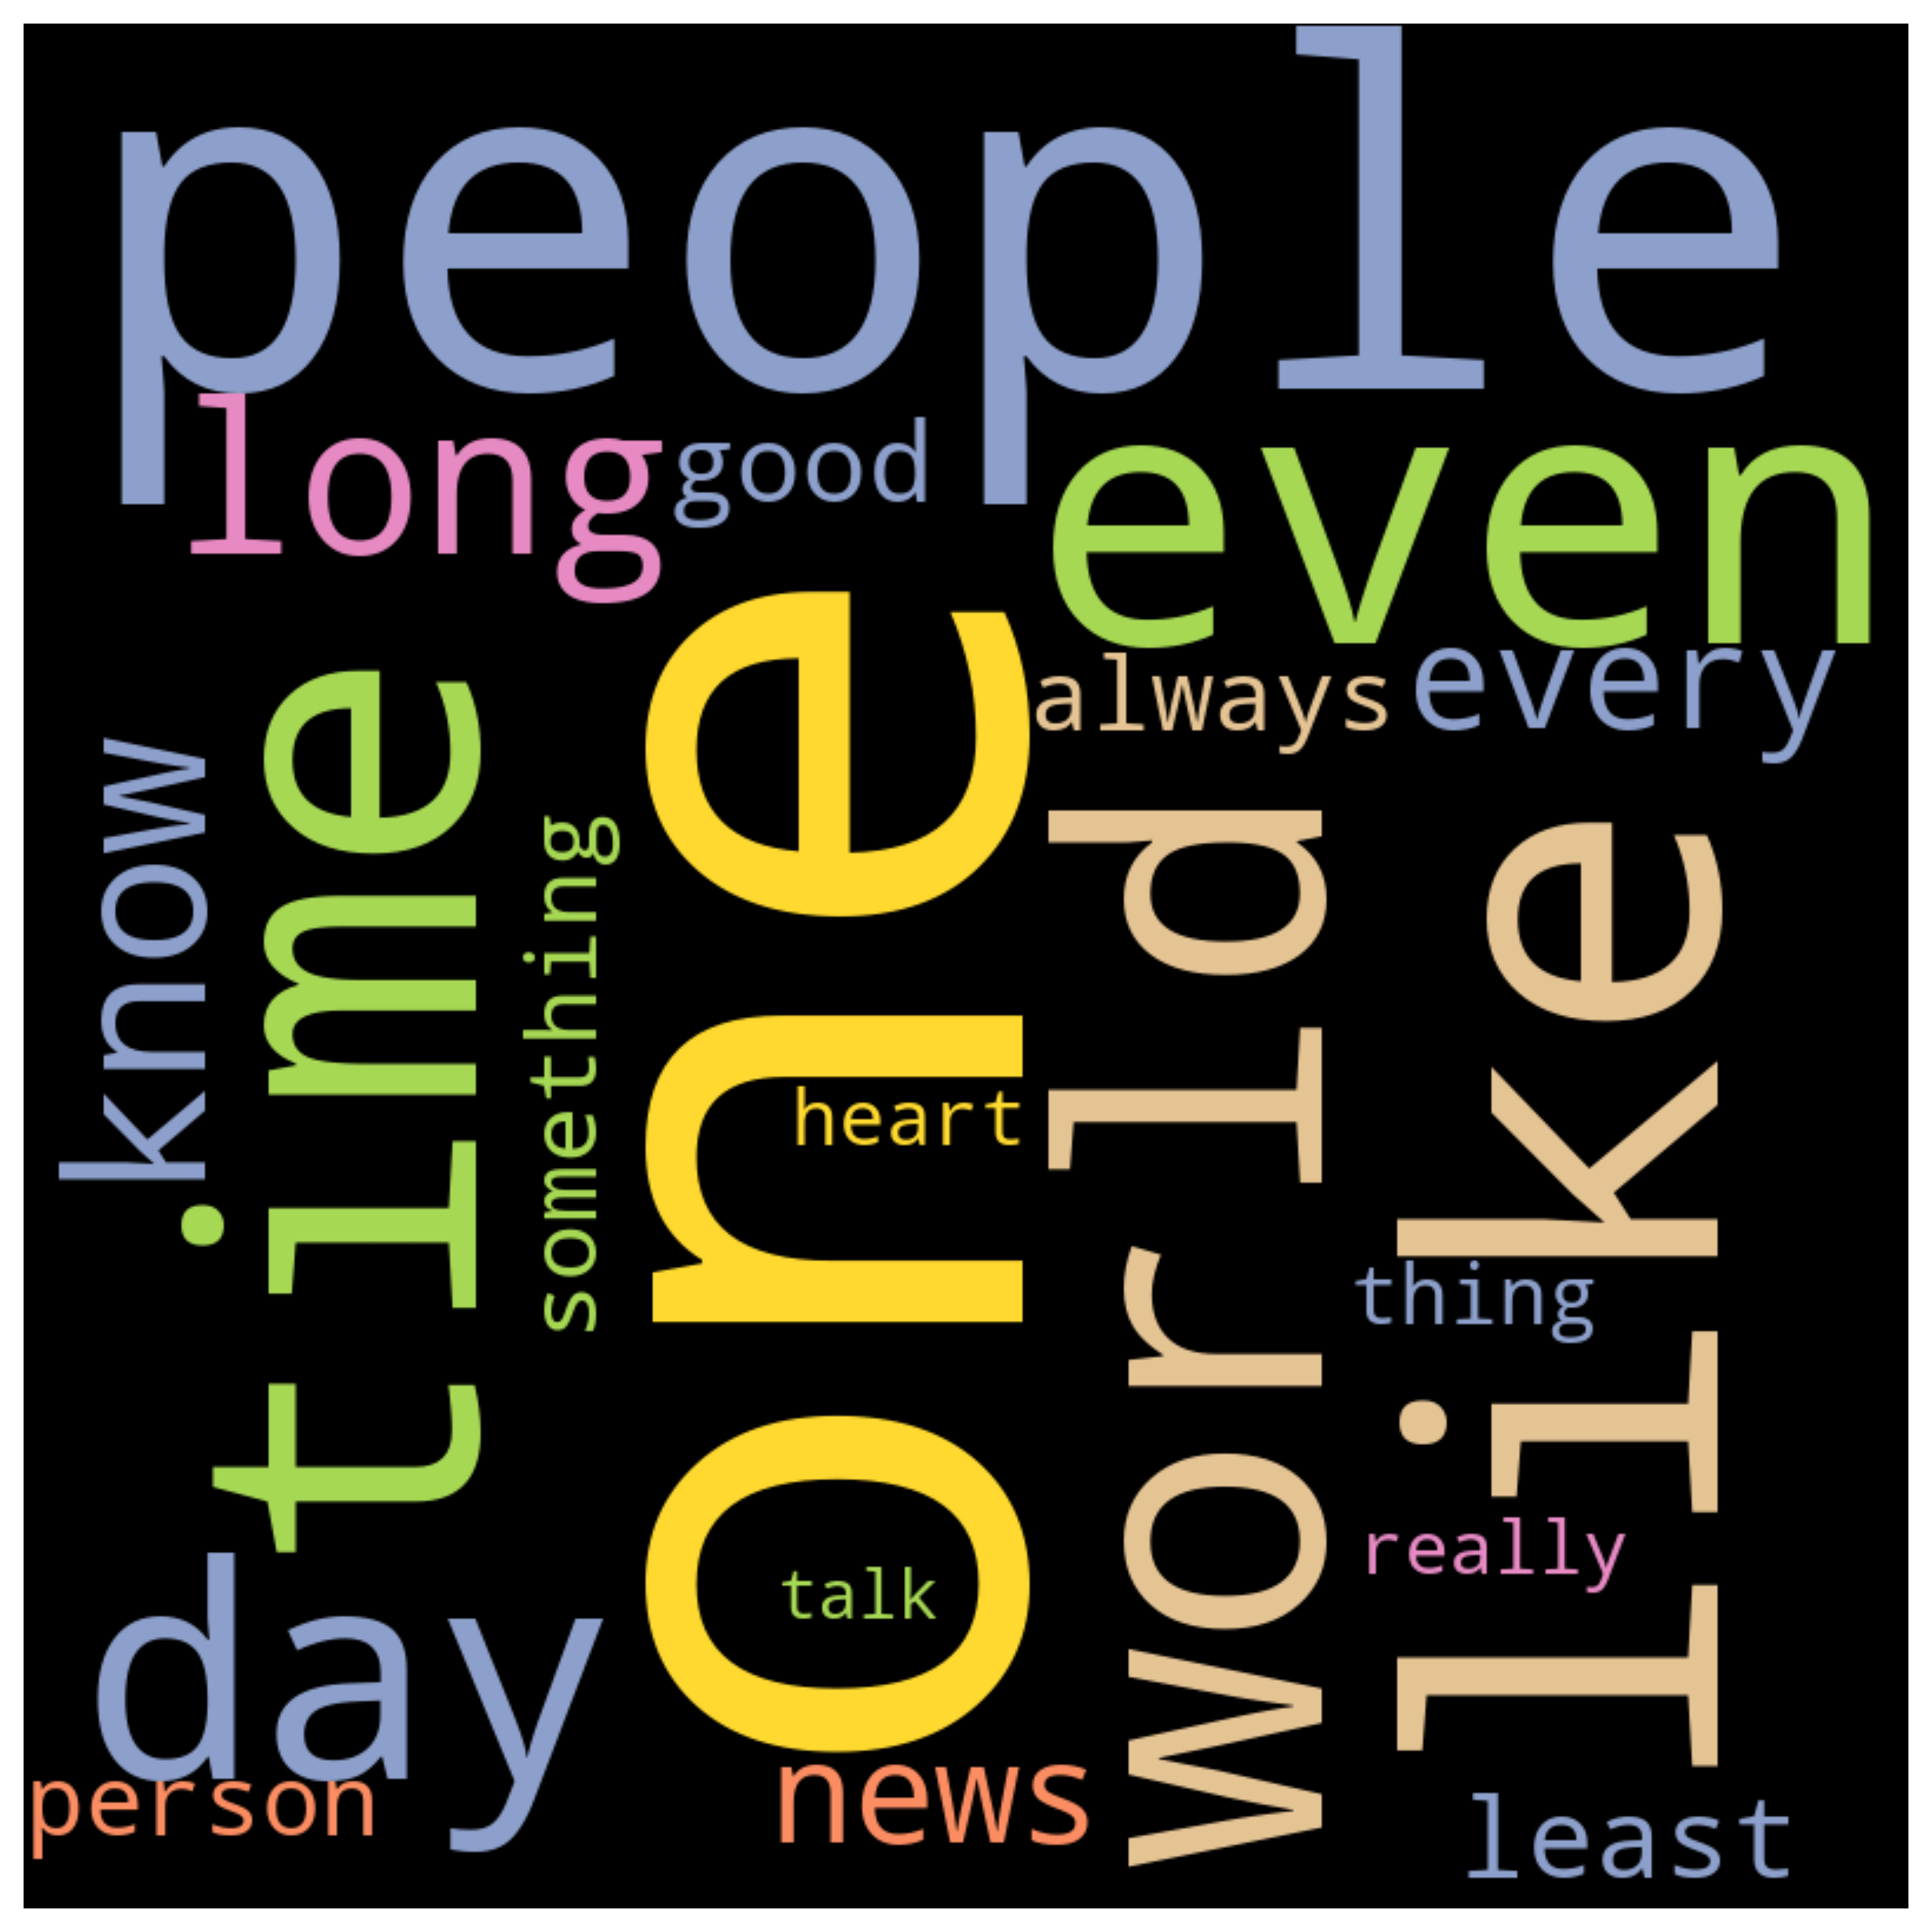 people
long
good
even
always
every
know
time
something
one
heart
world
like
thing
talk
really
day
person
news
least